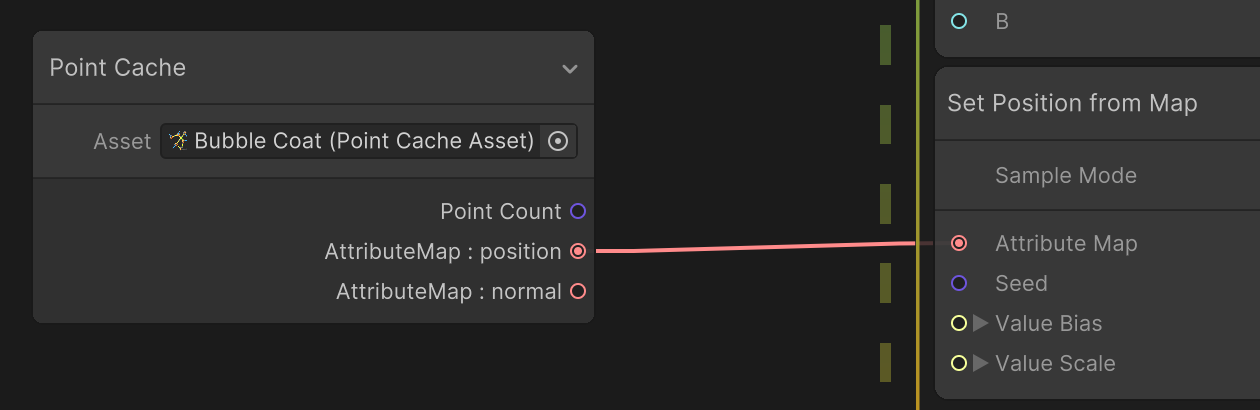 Point Cache
Asset
Bubble Coat (Point Cache Asset)
Point Count
AttributeMap : position
AttributeMap : normal
B
Set Position from Map
Sample Mode
Attribute Map
Seed
Value Bias
Value Scale